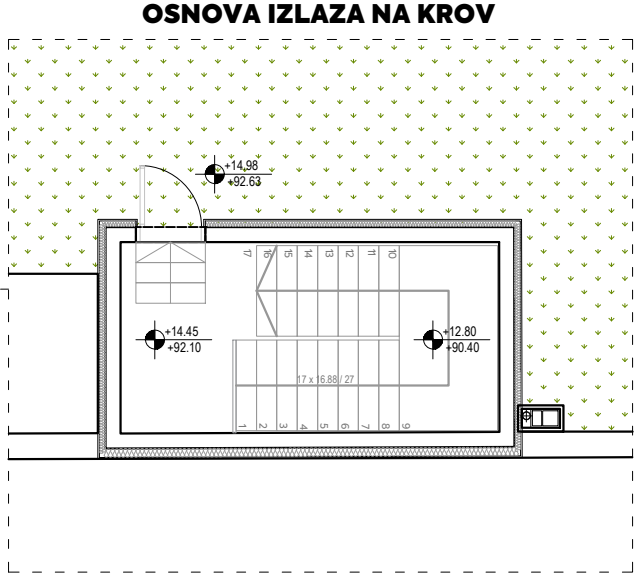 OSNOVA IZLAZA NA KROV
+14.98
+92.63
17 16 15 14 13 12 11 10
+14.45
+92.10
+12.80
+90.40
17 x 16.88 / 27
1 2 3 4 5 6 7 8 9